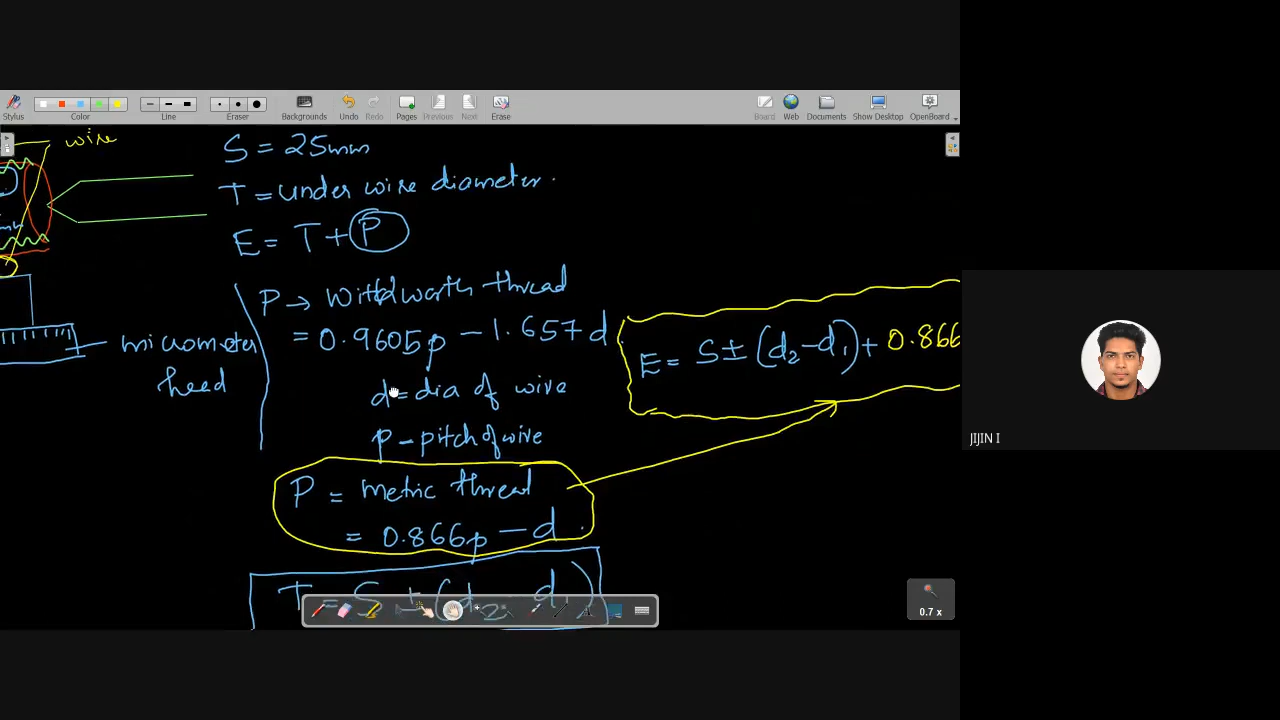 Stylus
Color
Line
Eraser
Backgrounds
Undo
Redo
Pages
Previous
Next
Erase
Board
Web
Documents
Show Desktop
OpenBoard
wire
S = 25mm
T = under wire diameter.
E = T + P
P → Witdworth thread
= 0.9605p - 1.657d
d = dia of wire
p - pitch of wire
P = metric thread
= 0.866p - d.
T = S ± (d2 - d1)
micrometer
head
E = S ± (d2 - d1) + 0.866
0.7 x
JIJIN I